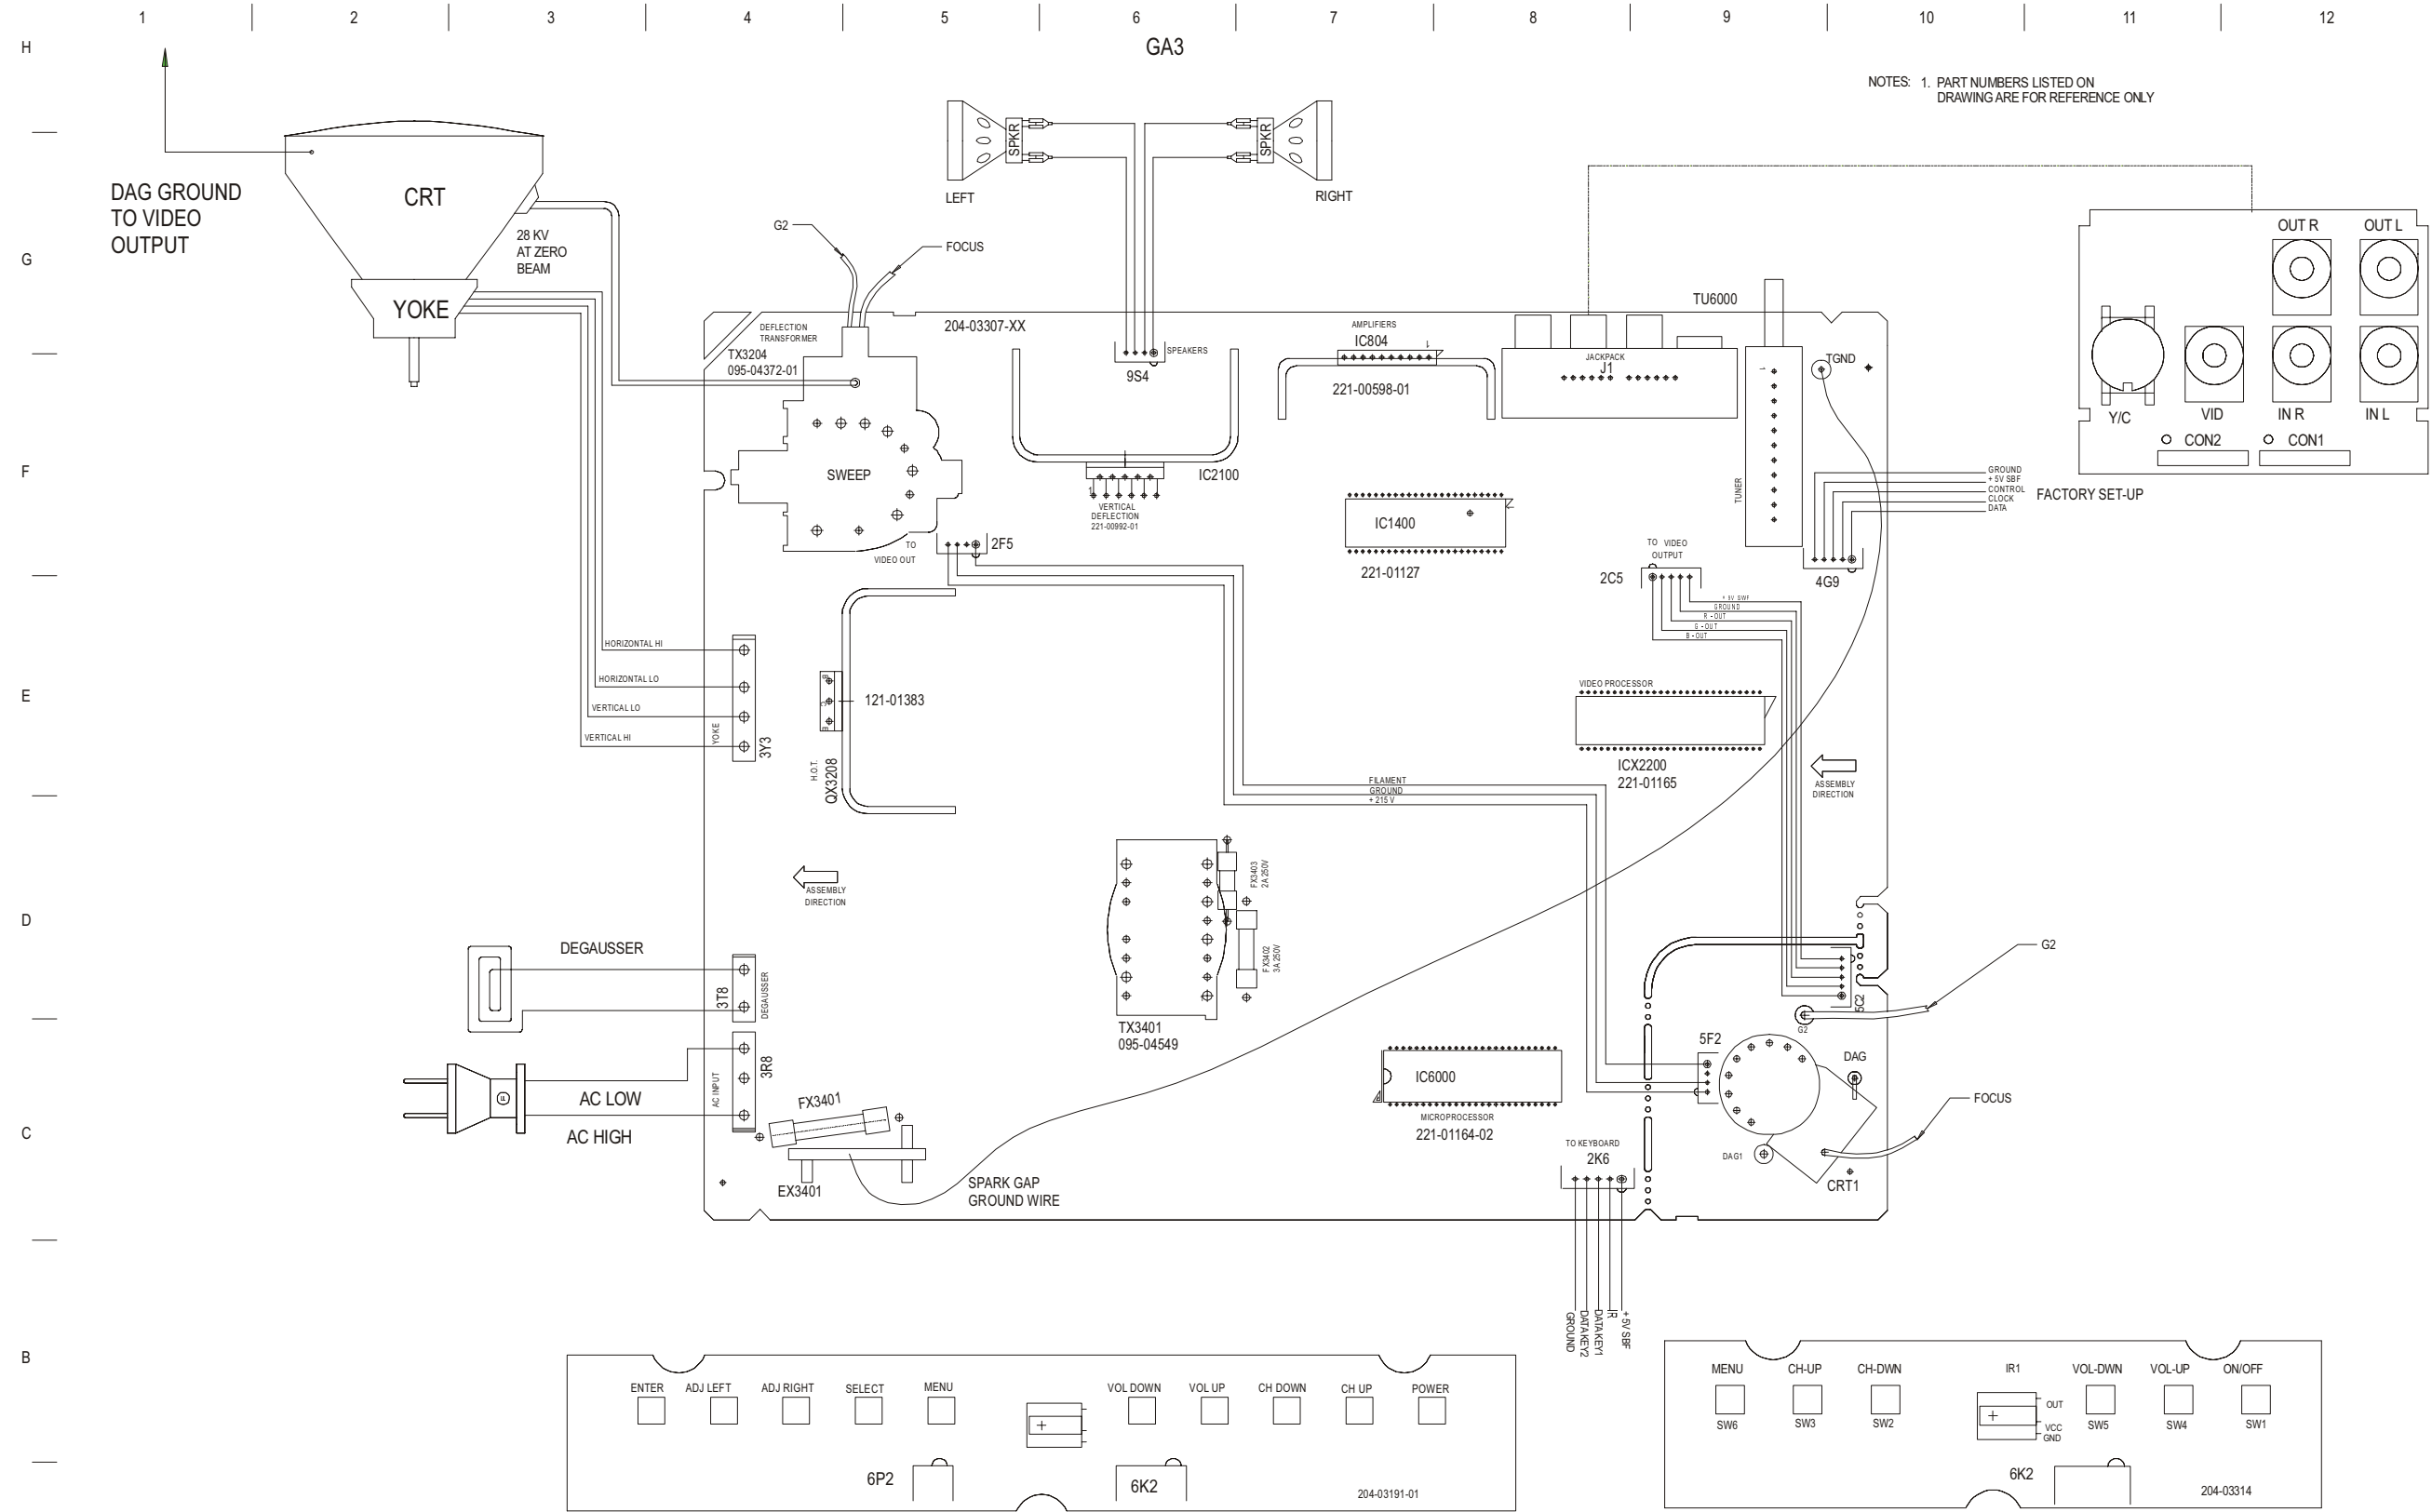 1 2 3 4 5 6 7 8 9 10 11 12
H
GA3
NOTES: 1. PART NUMBERS LISTED ON
DRAWING ARE FOR REFERENCE ONLY
DAG GROUND
TO VIDEO
OUTPUT
CRT
28 KV
AT ZERO
BEAM
YOKE
SPKR
LEFT
SPKR
RIGHT
G2
FOCUS
G
OUT R
OUT L
Y/C
VID
IN R
IN L
CON2
CON1
DEFLECTION
TRANSFORMER
TX3204
095-04372-01
204-03307-XX
SPEAKERS
9S4
AMPLIFIERS
IC804
1
221-00598-01
JACKPACK
J1
TU6000
1
TUNER
TGND
F
SWEEP
IC2100
1
VERTICAL
DEFLECTION
221-00992-01
TO
VIDEO OUT
2F5
IC1400
1
221-01127
TO VIDEO
OUTPUT
2C5
4G9
GROUND
+ 5V SBF
CONTROL
CLOCK
DATA
FACTORY SET-UP
GROUND
R - OUT
G - OUT
B - OUT
E
HORIZONTAL HI
HORIZONTAL LO
VERTICAL LO
VERTICAL HI
YOKE
3Y3
121-01383
H.O.T.
QX3208
VIDEO PROCESSOR
ICX2200
221-01165
ASSEMBLY
DIRECTION
FILAMENT
GROUND
+ 215 V
D
ASSEMBLY
DIRECTION
FX3403
2A 250V
FX3402
3A 250V
TX3401
095-04549
DEGAUSSER
3T8
DEGAUSSER
5C2
G2
G2
C
AC LOW
AC HIGH
AC INPUT
3R8
FX3401
EX3401
SPARK GAP
GROUND WIRE
IC6000
MICROPROCESSOR
221-01164-02
5F2
DAG
DAG1
FOCUS
CRT1
TO KEYBOARD
2K6
GROUND
DATAKEY2
DATAKEY1
IR
+ 5V SBF
B
ENTER
ADJ LEFT
ADJ RIGHT
SELECT
MENU
VOL DOWN
VOL UP
CH DOWN
CH UP
POWER
6P2
6K2
204-03191-01
MENU
CH-UP
CH-DWN
IR1
VOL-DWN
VOL-UP
ON/OFF
SW6
SW3
SW2
OUT
VCC
GND
SW5
SW4
SW1
6K2
204-03314